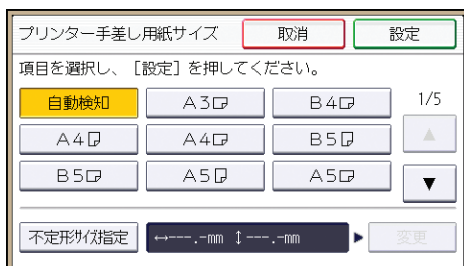 プリンター手差し用紙サイズ 取消 設定
項目を選択し、［設定］を押してください。
自動検知 A3 B4 1/5
A4 A4 B5 ▲
B5 A5 A5 ▼
不定形ｻｲｽﾞ指定 ↔---.-mm ↕---.-mm ▶ 変更